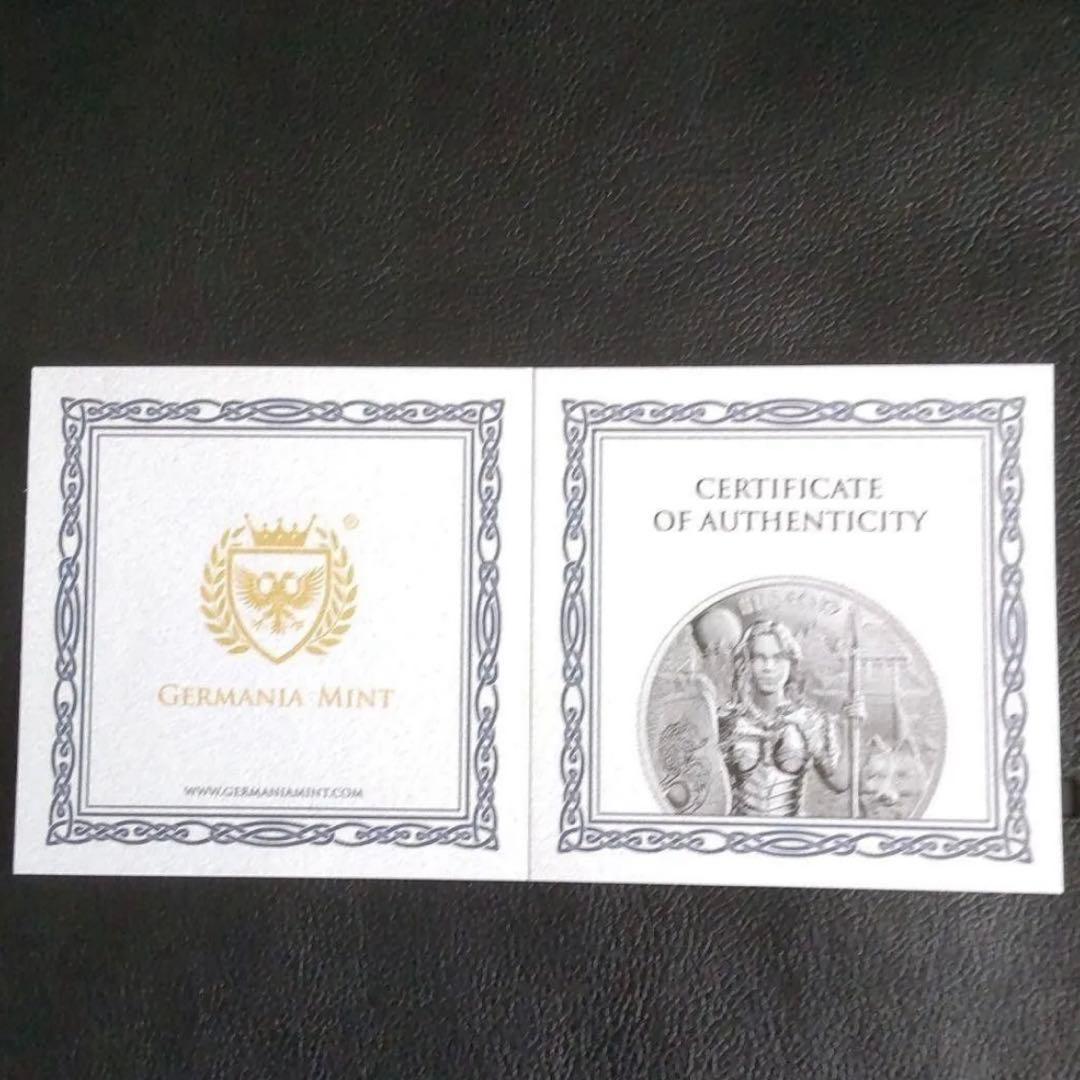 ®
GERMANIA MINT
WWW.GERMANIAMINT.COM
CERTIFICATE
OF AUTHENTICITY